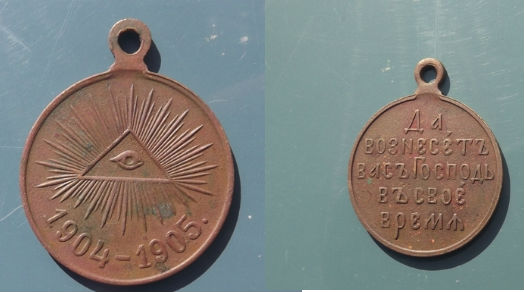 1904-1905.
Да
вознесетъ
васъ Господь
въ свое
время